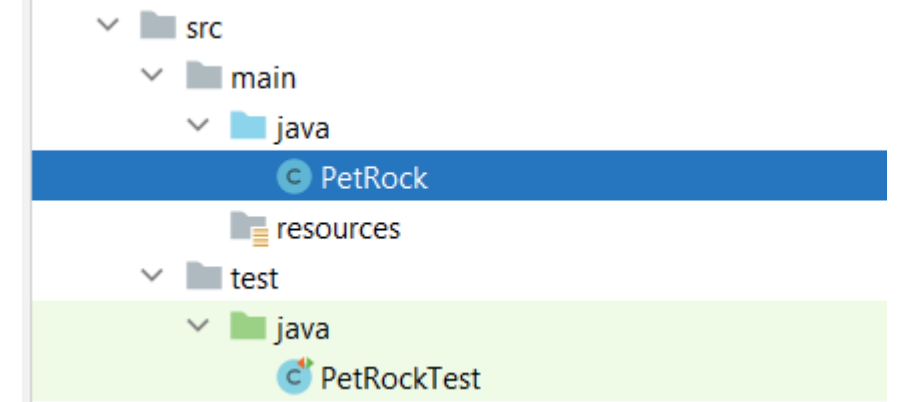 src
main
java
C PetRock
resources
test
java
C PetRockTest